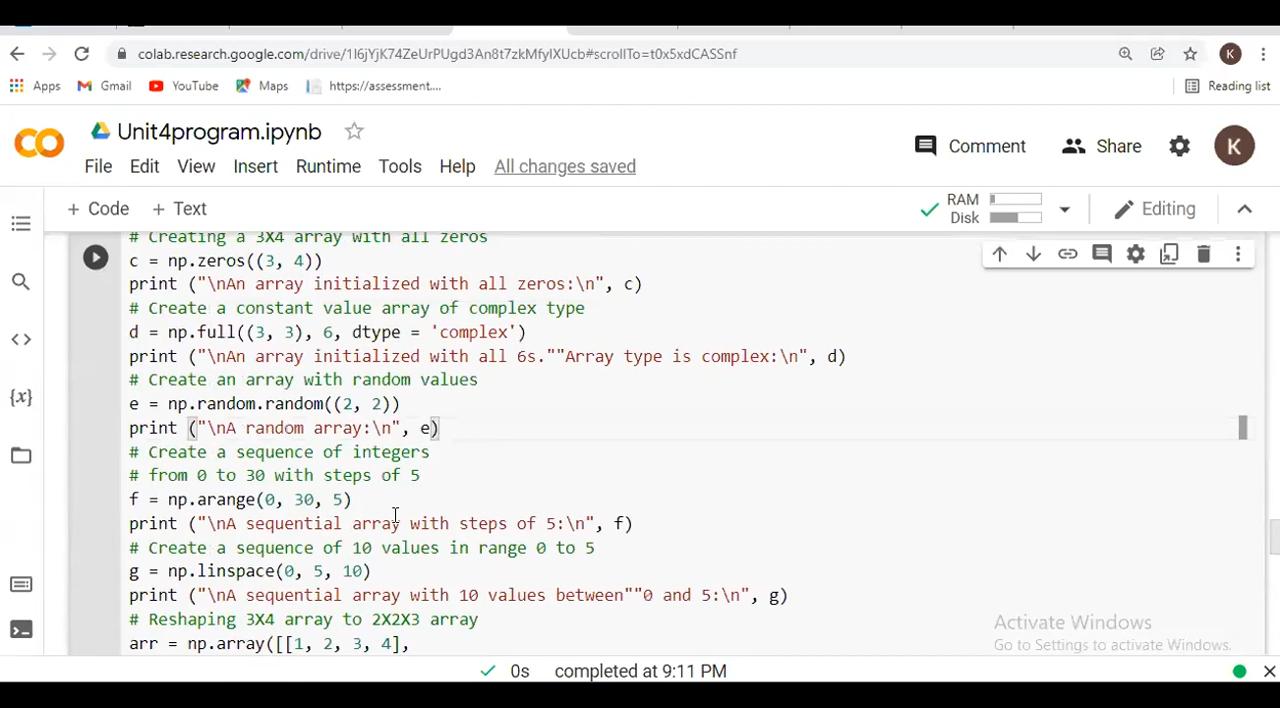 colab.research.google.com/drive/1I6jYjK74ZeUrPUgd3An8t7zkMfyIXUcb#scrollTo=t0x5xdCASSnf
K
Apps
Gmail
YouTube
Maps
https://assessment....
Reading list
Unit4program.ipynb
Comment
Share
K
File
Edit
View
Insert
Runtime
Tools
Help
All changes saved
+ Code
+ Text
RAM
Disk
Editing
# Creating a 3X4 array with all zeros
c = np.zeros((3, 4))
print ("\nAn array initialized with all zeros:\n", c)
# Create a constant value array of complex type
d = np.full((3, 3), 6, dtype = 'complex')
print ("\nAn array initialized with all 6s.""Array type is complex:\n", d)
# Create an array with random values
e = np.random.random((2, 2))
print ("\nA random array:\n", e)
# Create a sequence of integers
# from 0 to 30 with steps of 5
f = np.arange(0, 30, 5)
print ("\nA sequential array with steps of 5:\n", f)
# Create a sequence of 10 values in range 0 to 5
g = np.linspace(0, 5, 10)
print ("\nA sequential array with 10 values between""0 and 5:\n", g)
# Reshaping 3X4 array to 2X2X3 array
arr = np.array([[1, 2, 3, 4],
Activate Windows
Go to Settings to activate Windows.
0s
completed at 9:11 PM